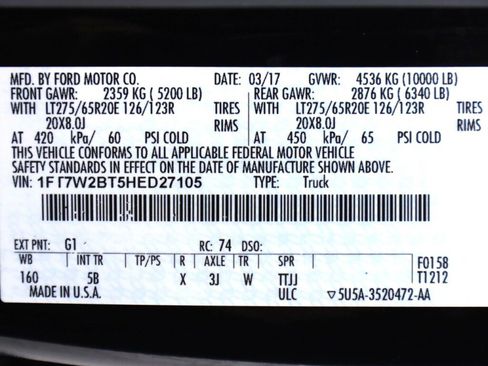 MFD. BY FORD MOTOR CO. DATE: 03/17 GVWR: 4536 KG (10000 LB)
FRONT GAWR: 2359 KG (5200 LB) REAR GAWR: 2876 KG (6340 LB)
WITH LT275/65R20E 126/123R TIRES WITH LT275/65R20E 126/123R TIRES
20X8.0J RIMS 20X8.0J RIMS
AT 420 kPa/ 60 PSI COLD AT 450 kPa/ 65 PSI COLD
THIS VEHICLE CONFORMS TO ALL APPLICABLE FEDERAL MOTOR VEHICLE
SAFETY STANDARDS IN EFFECT ON THE DATE OF MANUFACTURE SHOWN ABOVE.
VIN: 1FT7W2BT5HED27105 TYPE: Truck
EXT PNT: G1 RC: 74 DSO:
WB INT TR TP/PS R AXLE TR SPR F0158
160 5B X 3J W TTJJ T1212
MADE IN U.S.A. ULC ▽5U5A-3520472-AA